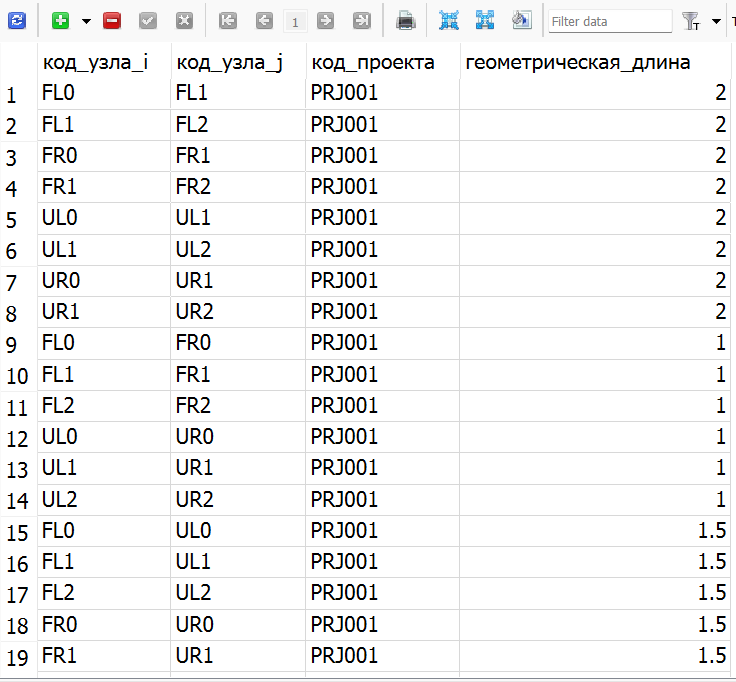 1 Filter data T
код_узла_i код_узла_j код_проекта геометрическая_длина
1 FL0 FL1 PRJ001 2
2 FL1 FL2 PRJ001 2
3 FR0 FR1 PRJ001 2
4 FR1 FR2 PRJ001 2
5 UL0 UL1 PRJ001 2
6 UL1 UL2 PRJ001 2
7 UR0 UR1 PRJ001 2
8 UR1 UR2 PRJ001 2
9 FL0 FR0 PRJ001 1
10 FL1 FR1 PRJ001 1
11 FL2 FR2 PRJ001 1
12 UL0 UR0 PRJ001 1
13 UL1 UR1 PRJ001 1
14 UL2 UR2 PRJ001 1
15 FL0 UL0 PRJ001 1.5
16 FL1 UL1 PRJ001 1.5
17 FL2 UL2 PRJ001 1.5
18 FR0 UR0 PRJ001 1.5
19 FR1 UR1 PRJ001 1.5